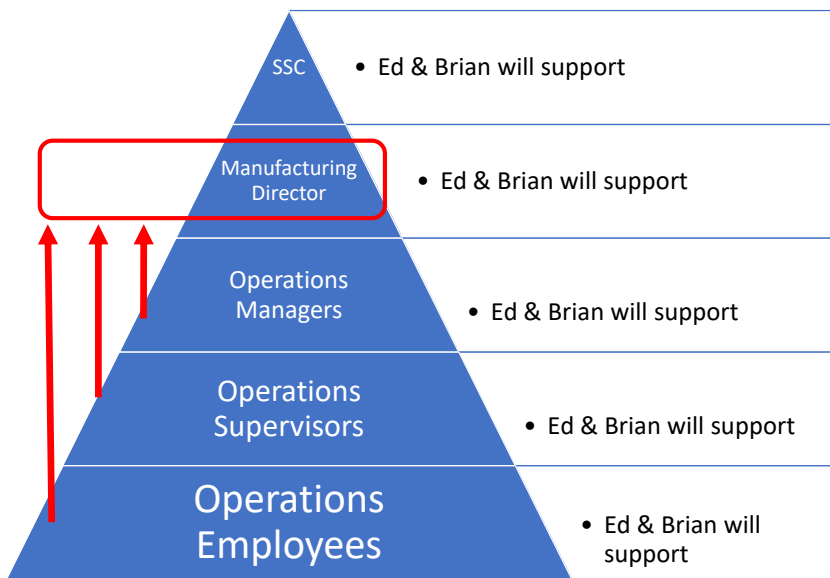 SSC
• Ed & Brian will support
Manufacturing
Director
• Ed & Brian will support
Operations
Managers
• Ed & Brian will support
Operations
Supervisors
• Ed & Brian will support
Operations
Employees
• Ed & Brian will
support